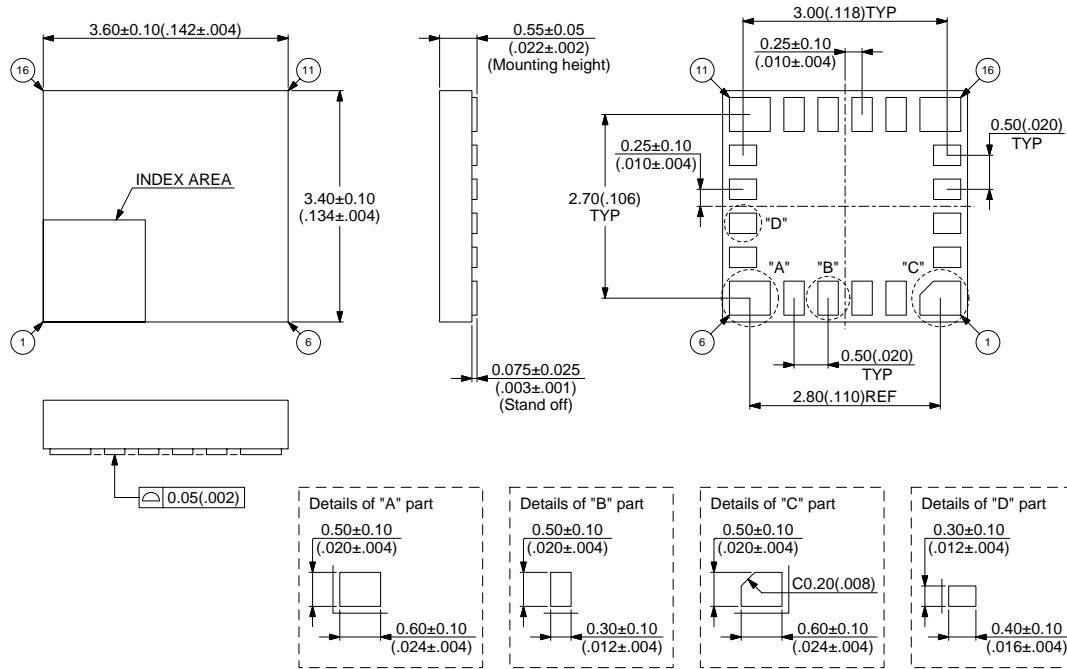 3.60±0.10(.142±.004)
16
11
INDEX AREA
3.40±0.10
(.134±.004)
1
6
0.05(.002)
0.55±0.05
(.022±.002)
(Mounting height)
0.075±0.025
(.003±.001)
(Stand off)
3.00(.118)TYP
0.25±0.10
(.010±.004)
11
16
0.50(.020)
TYP
0.25±0.10
(.010±.004)
2.70(.106)
TYP
"D"
"A"
"B"
"C"
6
1
0.50(.020)
TYP
2.80(.110)REF
Details of "A" part
0.50±0.10
(.020±.004)
0.60±0.10
(.024±.004)
Details of "B" part
0.50±0.10
(.020±.004)
0.30±0.10
(.012±.004)
Details of "C" part
0.50±0.10
(.020±.004)
C0.20(.008)
0.60±0.10
(.024±.004)
Details of "D" part
0.30±0.10
(.012±.004)
0.40±0.10
(.016±.004)